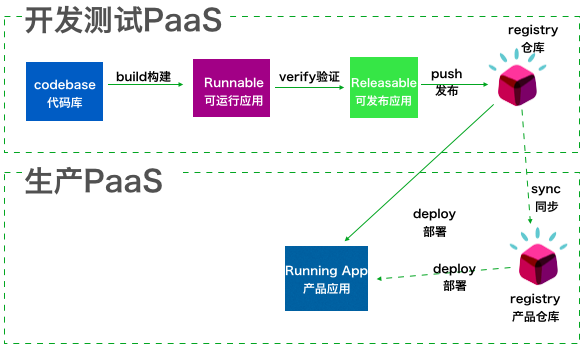 开发测试PaaS
registry
仓库
codebase
代码库
build构建
Runnable
可运行应用
verify验证
Releasable
可发布应用
push
发布
生产PaaS
sync
同步
deploy
部署
Running App
产品应用
deploy
部署
registry
产品仓库